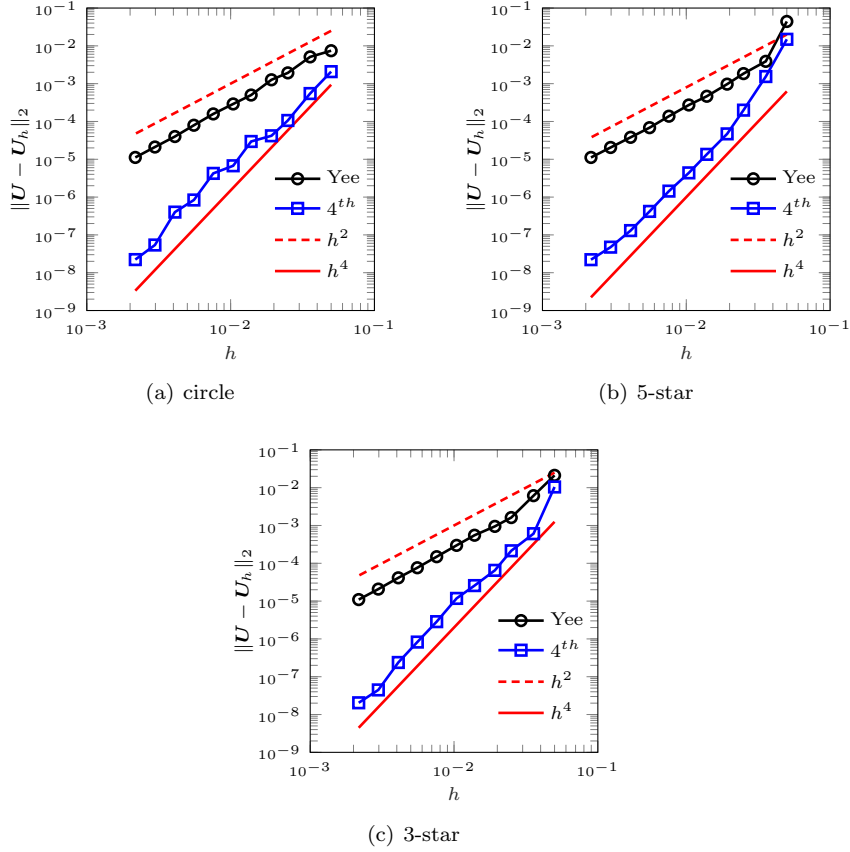 10^{-1}
10^{-2}
10^{-3}
10^{-4}
10^{-5}
10^{-6}
10^{-7}
10^{-8}
10^{-9}
‖U − U_h‖_2
Yee
4^{th}
h^2
h^4
10^{-3} 10^{-2} 10^{-1}
h
(a) circle
10^{-1}
10^{-2}
10^{-3}
10^{-4}
10^{-5}
10^{-6}
10^{-7}
10^{-8}
10^{-9}
‖U − U_h‖_2
Yee
4^{th}
h^2
h^4
10^{-3} 10^{-2} 10^{-1}
h
(b) 5-star
10^{-1}
10^{-2}
10^{-3}
10^{-4}
10^{-5}
10^{-6}
10^{-7}
10^{-8}
10^{-9}
‖U − U_h‖_2
Yee
4^{th}
h^2
h^4
10^{-3} 10^{-2} 10^{-1}
h
(c) 3-star